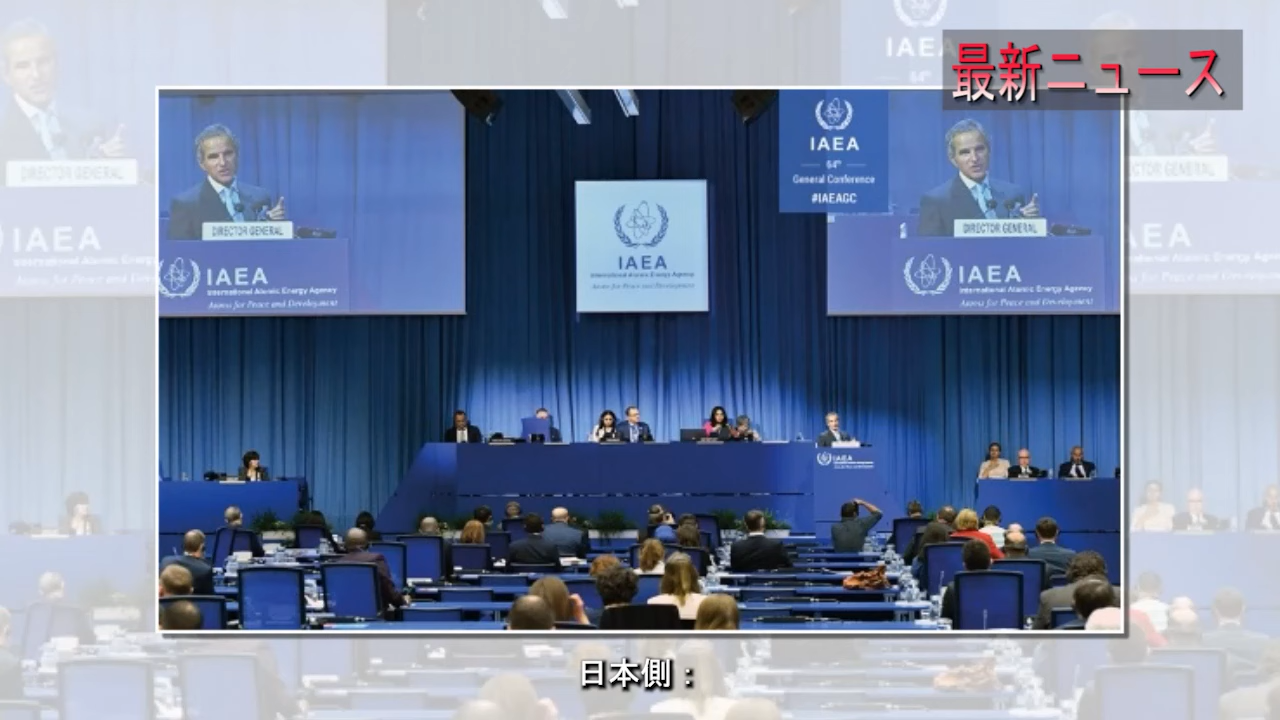 最新ニュース
IAEA
64th
General Conference
#IAEAGC
DIRECTOR GENERAL
IAEA
International Atomic Energy Agency
Atoms for Peace and Development
IAEA
International Atomic Energy Agency
Atoms for Peace and Development
DIRECTOR GENERAL
IAEA
International Atomic Energy Agency
Atoms for Peace and Development
IAEA
日本側：